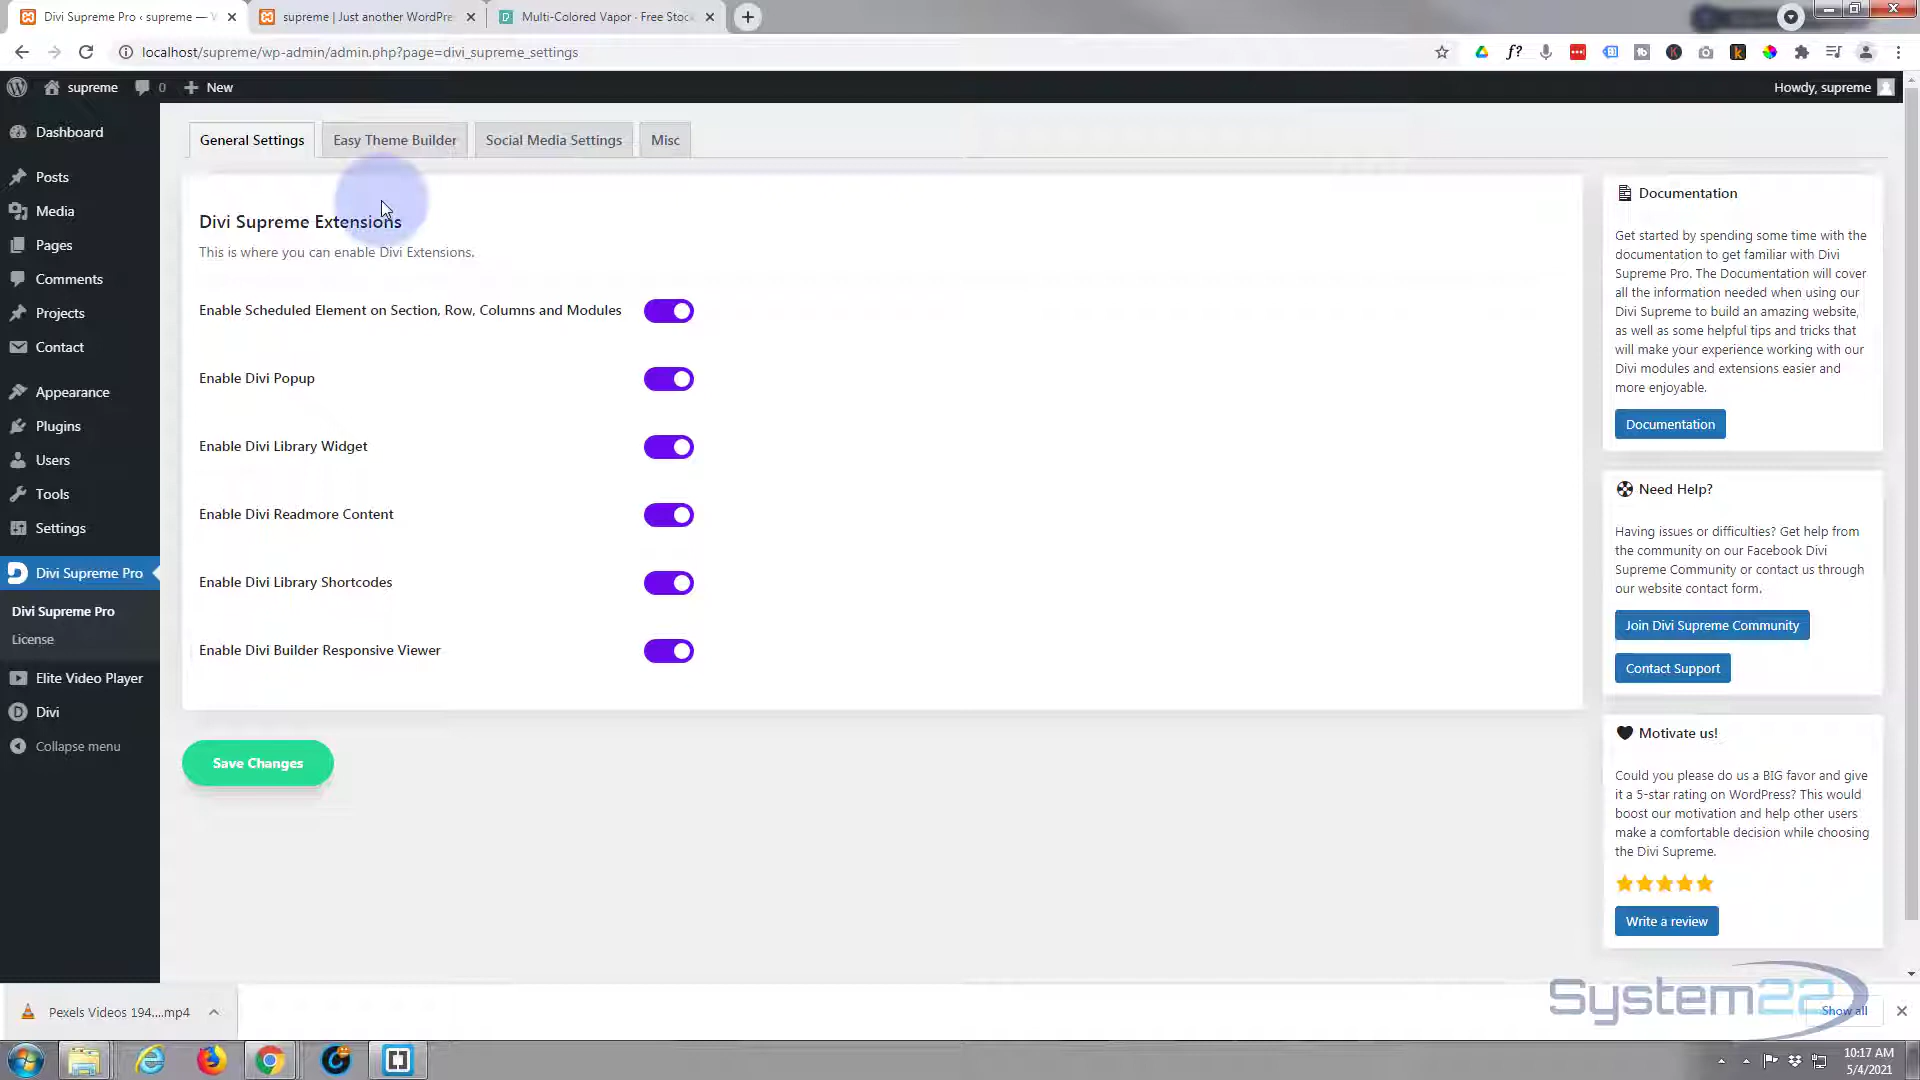 Divi Supreme Pro ‹ supreme — W
supreme | Just another WordPre
Multi-Colored Vapor · Free Stock
localhost/supreme/wp-admin/admin.php?page=divi_supreme_settings
supreme
0
New
Howdy, supreme
Dashboard
Posts
Media
Pages
Comments
Projects
Contact
Appearance
Plugins
Users
Tools
Settings
Divi Supreme Pro
Divi Supreme Pro
License
Elite Video Player
Divi
Collapse menu
General Settings
Easy Theme Builder
Social Media Settings
Misc
Divi Supreme Extensions
This is where you can enable Divi Extensions.
Enable Scheduled Element on Section, Row, Columns and Modules
Enable Divi Popup
Enable Divi Library Widget
Enable Divi Readmore Content
Enable Divi Library Shortcodes
Enable Divi Builder Responsive Viewer
Save Changes
Documentation
Get started by spending some time with the
documentation to get familiar with Divi
Supreme Pro. The Documentation will cover
all the information needed when using our
Divi Supreme to build an amazing website,
as well as some helpful tips and tricks that
will make your experience working with our
Divi modules and extensions easier and
more enjoyable.
Documentation
Need Help?
Having issues or difficulties? Get help from
the community on our Facebook Divi
Supreme Community or contact us through
our website contact form.
Join Divi Supreme Community
Contact Support
Motivate us!
Could you please do us a BIG favor and give
it a 5-star rating on WordPress? This would
boost our motivation and help other users
make a comfortable decision while choosing
the Divi Supreme.
Write a review
Pexels Videos 194....mp4
System22
Show all
10:17 AM
5/4/2021